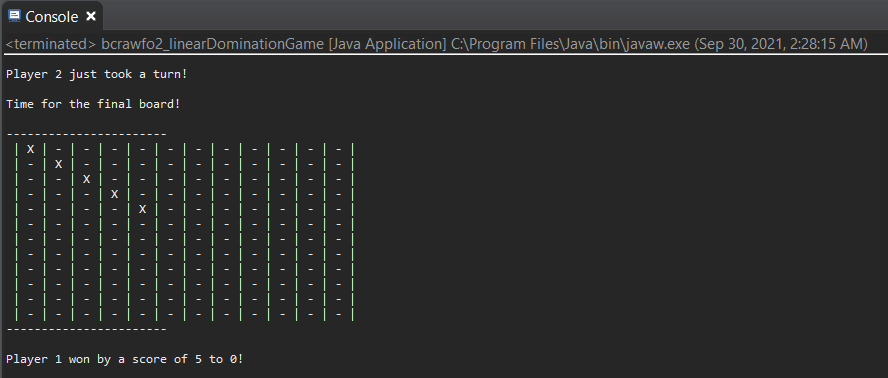 Console
<terminated> bcrawfo2_linearDominationGame [Java Application] C:\Program Files\Java\bin\javaw.exe (Sep 30, 2021, 2:28:15 AM)
Player 2 just took a turn!
Time for the final board!
-----------------------
| X | - | - | - | - | - | - | - | - | - | - | - |
| - | X | - | - | - | - | - | - | - | - | - | - |
| - | - | X | - | - | - | - | - | - | - | - | - |
| - | - | - | X | - | - | - | - | - | - | - | - |
| - | - | - | - | X | - | - | - | - | - | - | - |
| - | - | - | - | - | - | - | - | - | - | - | - |
| - | - | - | - | - | - | - | - | - | - | - | - |
| - | - | - | - | - | - | - | - | - | - | - | - |
| - | - | - | - | - | - | - | - | - | - | - | - |
| - | - | - | - | - | - | - | - | - | - | - | - |
| - | - | - | - | - | - | - | - | - | - | - | - |
| - | - | - | - | - | - | - | - | - | - | - | - |
-----------------------
Player 1 won by a score of 5 to 0!